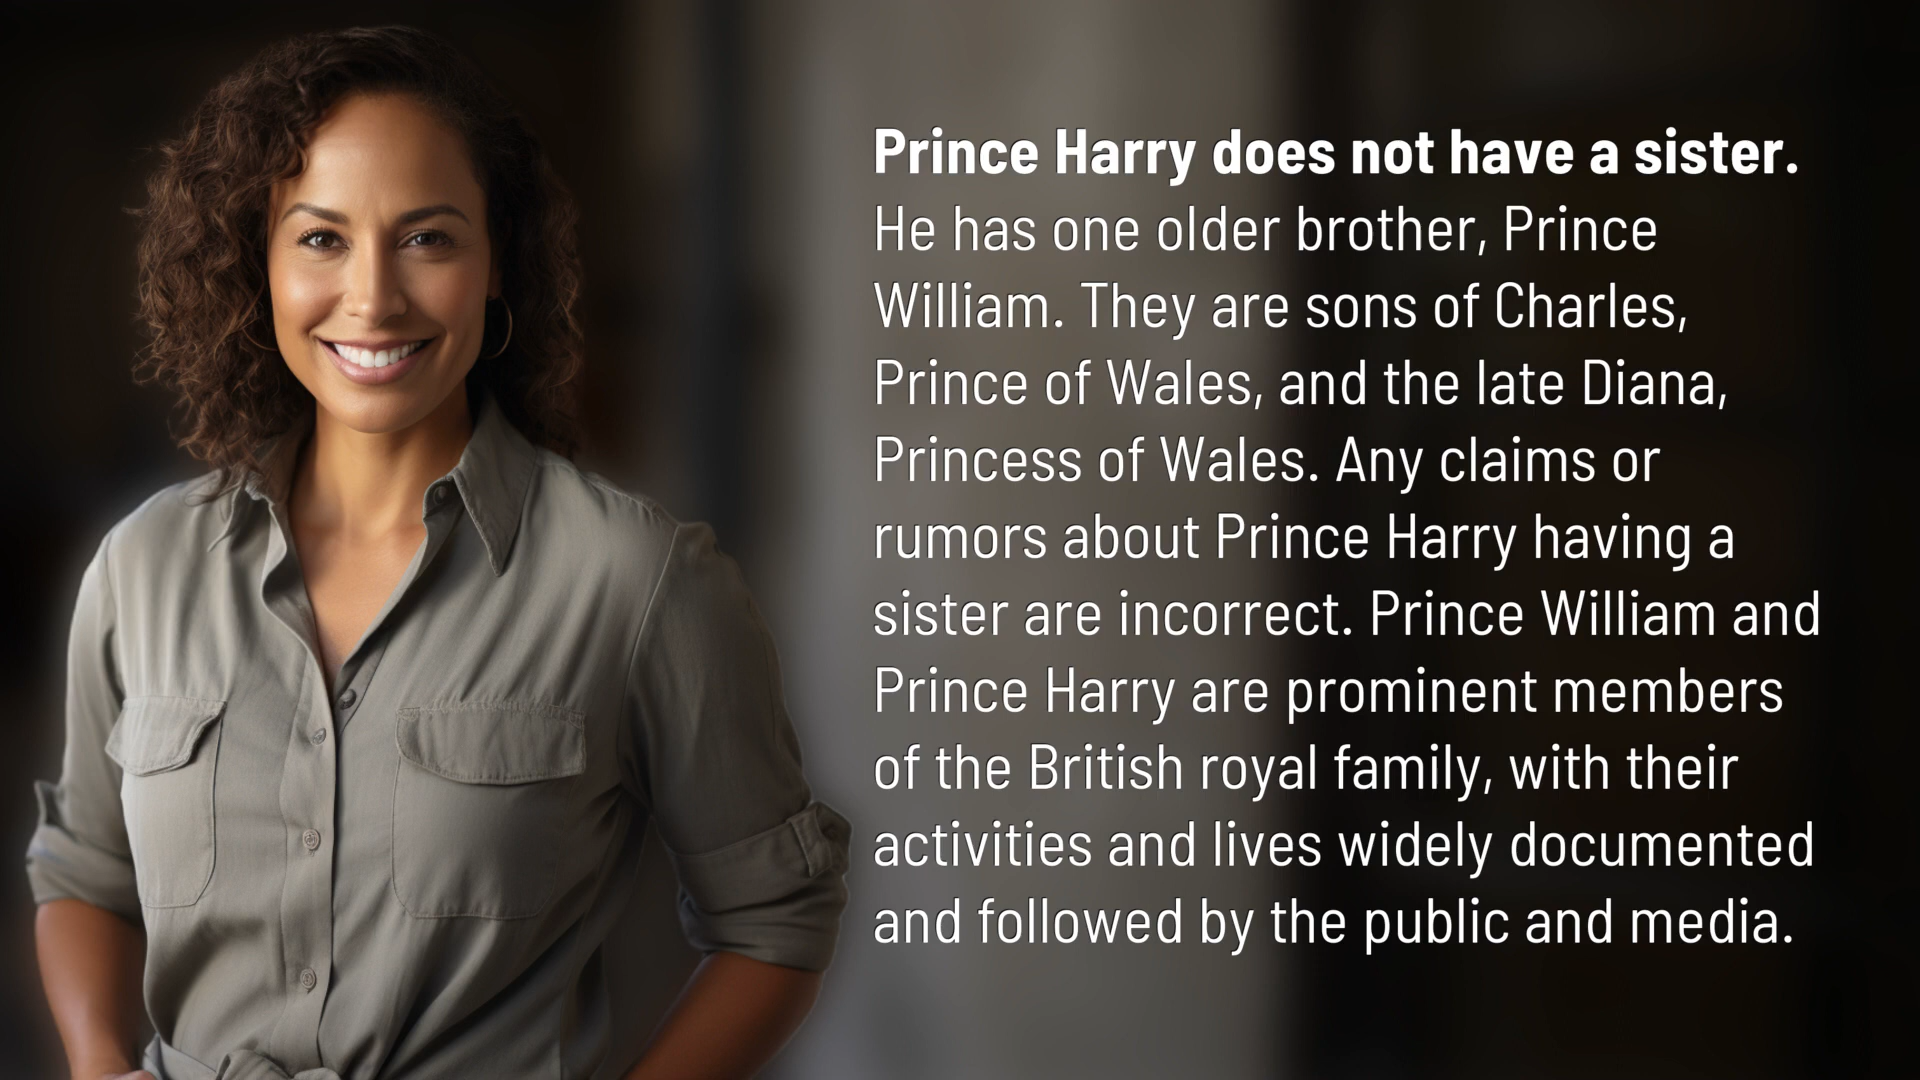 Prince Harry does not have a sister.
He has one older brother, Prince
William. They are sons of Charles,
Prince of Wales, and the late Diana,
Princess of Wales. Any claims or
rumors about Prince Harry having a
sister are incorrect. Prince William and
Prince Harry are prominent members
of the British royal family, with their
activities and lives widely documented
and followed by the public and media.